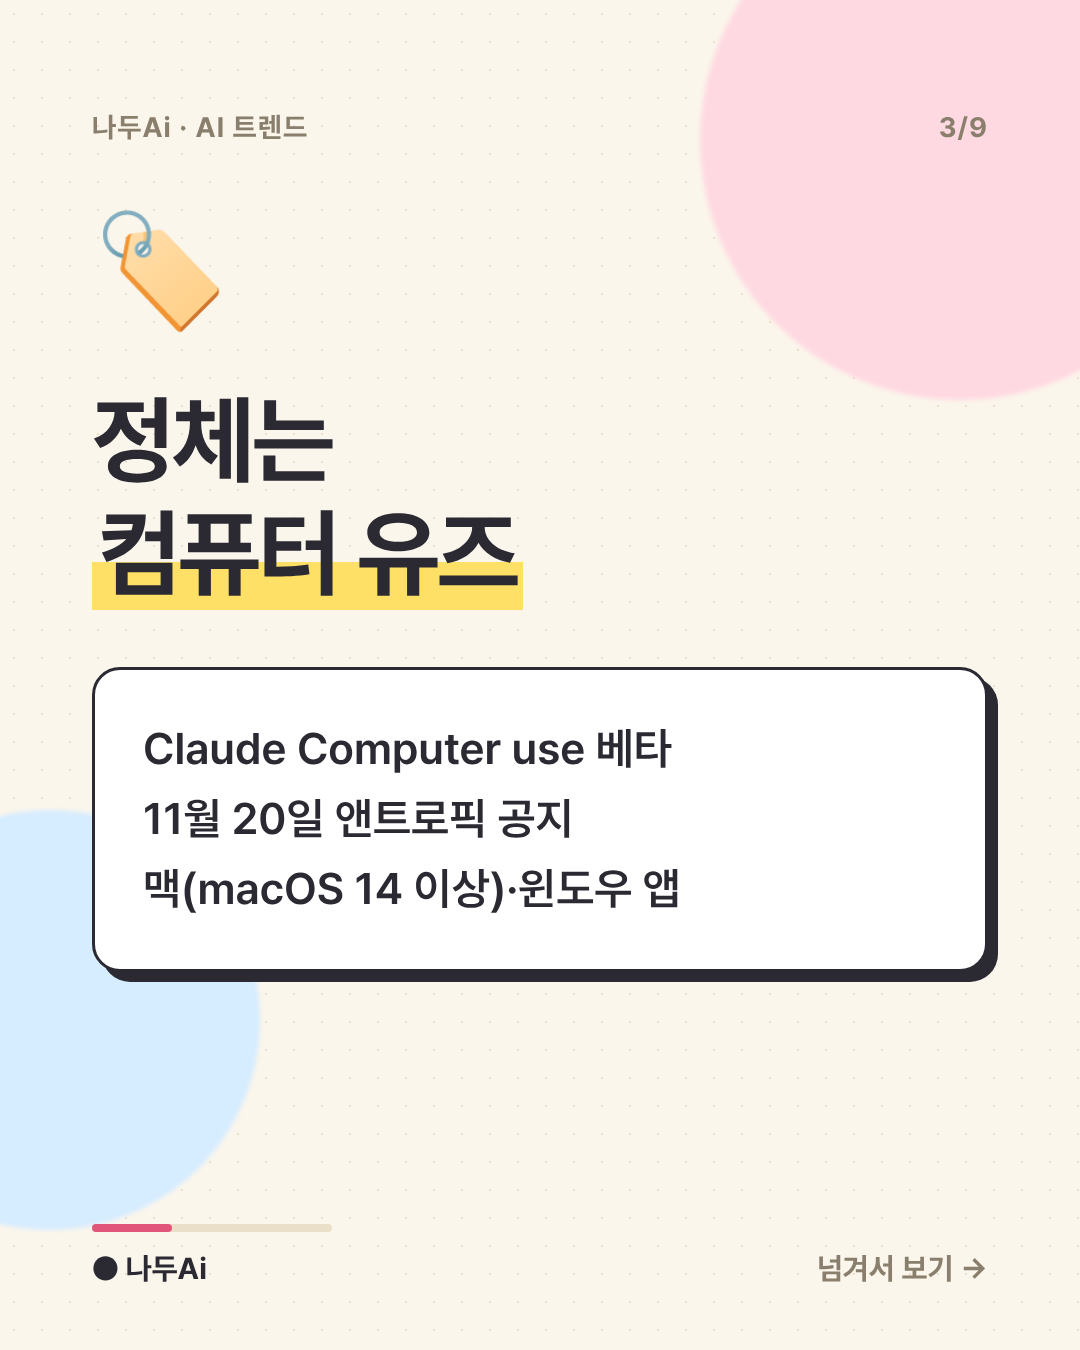 나두Ai · AI 트렌드
3/9
정체는
컴퓨터 유즈
Claude Computer use 베타
11월 20일 앤트로픽 공지
맥(macOS 14 이상)·윈도우 앱
나두Ai
넘겨서 보기 →